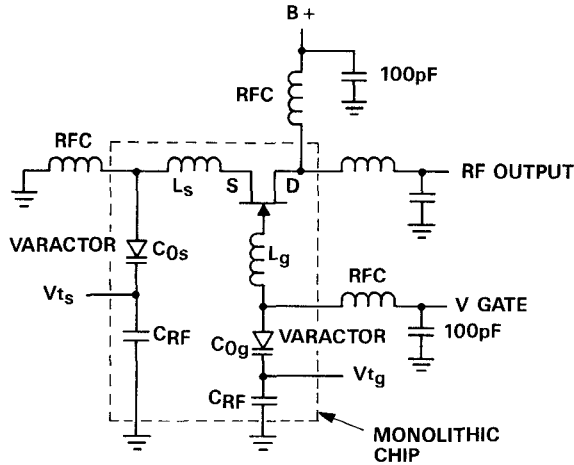 B+
100pF
RFC
RFC
Ls
S
D
RF OUTPUT
VARACTOR
C0s
Lg
RFC
Vts
V GATE
CRF
C0g
VARACTOR
100pF
Vtg
CRF
MONOLITHIC
CHIP